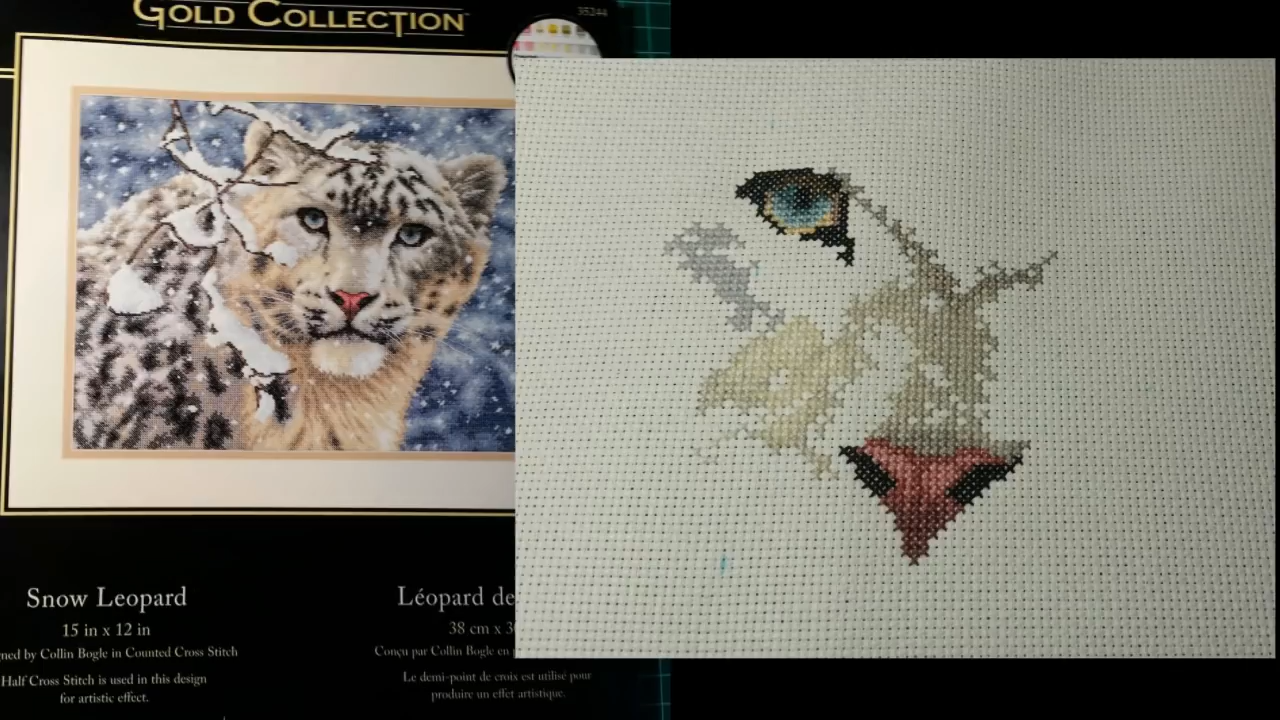 GOLD COLLECTION
35244
Snow Leopard
15 in x 12 in
ned by Collin Bogle in Counted Cross Stitch
Half Cross Stitch is used in this design
for artistic effect.
Léopard de
38 cm x 3
Conçu par Collin Bogle en
Le demi-point de croix est utilisé pour
produire un effet artistique.